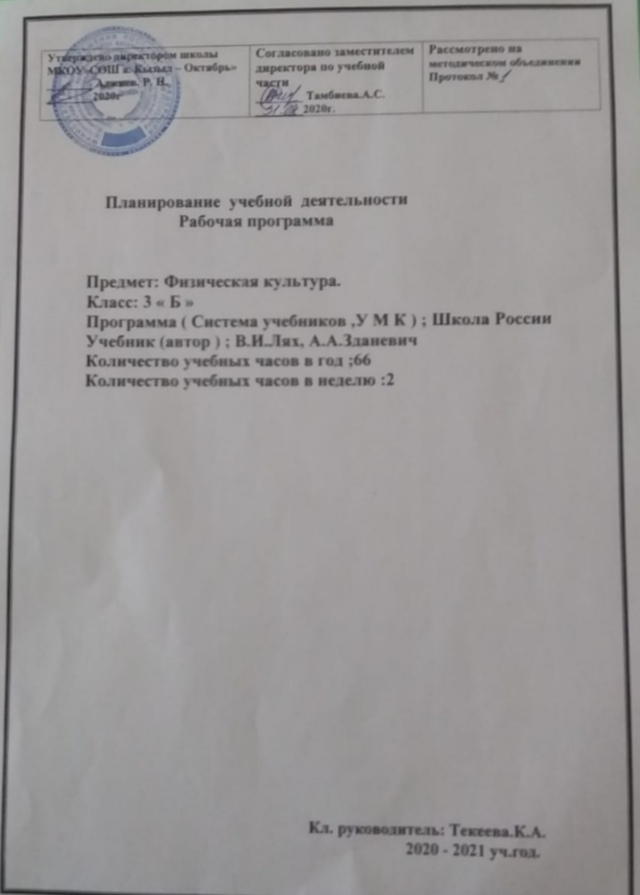 Утверждено директором школы
МКОУ «СОШ а. Кызыл – Октябрь»
Р. Н.
2020г
Согласовано заместителем
директора по учебной
части
Тамбиева.А.С.
2020г.
Рассмотрено на
методическом объединении
Протокол № 1
Планирование учебной деятельности
Рабочая программа
Предмет: Физическая культура.
Класс: 3 « Б »
Программа ( Система учебников ,У М К ) ; Школа России
Учебник (автор ) ; В.И.Лях, А.А.Зданевич
Количество учебных часов в год ;66
Количество учебных часов в неделю :2
Кл. руководитель: Текеева.К.А.
2020 - 2021 уч.год.